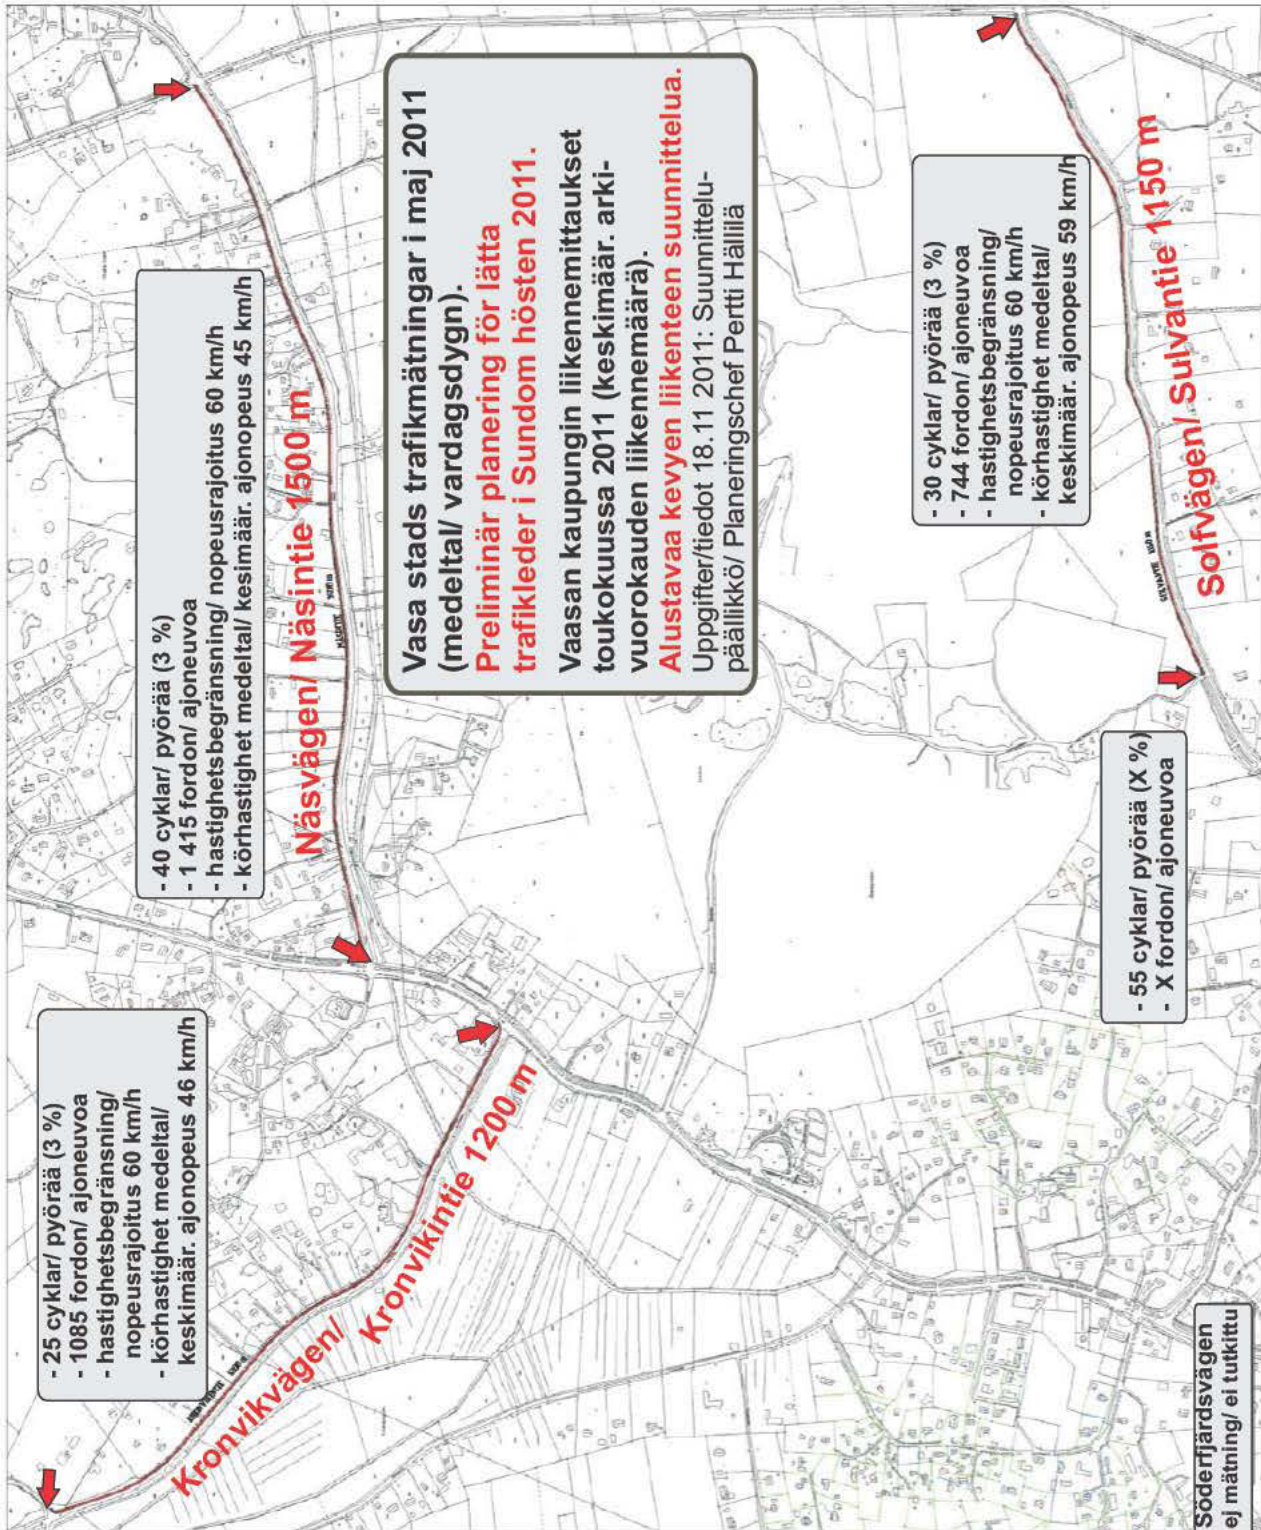 - 25 cyklar/ pyörää (3 %)
- 1085 fordon/ ajoneuvoa
- hastighetsbegränsning/
nopeusrajoitus 60 km/h
- körhastighet medeltal/
keskimäär. ajonopeus 46 km/h
Kronvikvägen/
Kronvikintie 1200 m
- 40 cyklar/ pyörää (3 %)
- 1 415 fordon/ ajoneuvoa
- hastighetsbegränsning/ nopeusrajoitus 60 km/h
- körhastighet medeltal/ kesimäär. ajonopeus 45 km/h
Näsvägen/ Näsintie 1500 m
Vasa stads trafikmätningar i maj 2011
(medeltal/ vardagsdygn).
Preliminär planering för lätta
trafikleder i Sundom hösten 2011.
Vaasan kaupungin liikennemittaukset
toukokuussa 2011 (keskimäär. arki-
vuorokauden liikennemäärä).
Alustavaa kevyen liikenteen suunnittelua.
Uppgifter/tiedot 18.11 2011: Suunnittelu-
päällikkö/ Planeringschef Pertti Hällilä
- 30 cyklar/ pyörää (3 %)
- 744 fordon/ ajoneuvoa
- hastighetsbegränsning/
nopeusrajoitus 60 km/h
- körhastighet medeltal/
keskimäär. ajonopeus 59 km/h
Solfvägen/ Sulvantie 1150 m
- 55 cyklar/ pyörää (X %)
- X fordon/ ajoneuvoa
Söderfjärdsvägen
ej mätning/ ei tutkittu